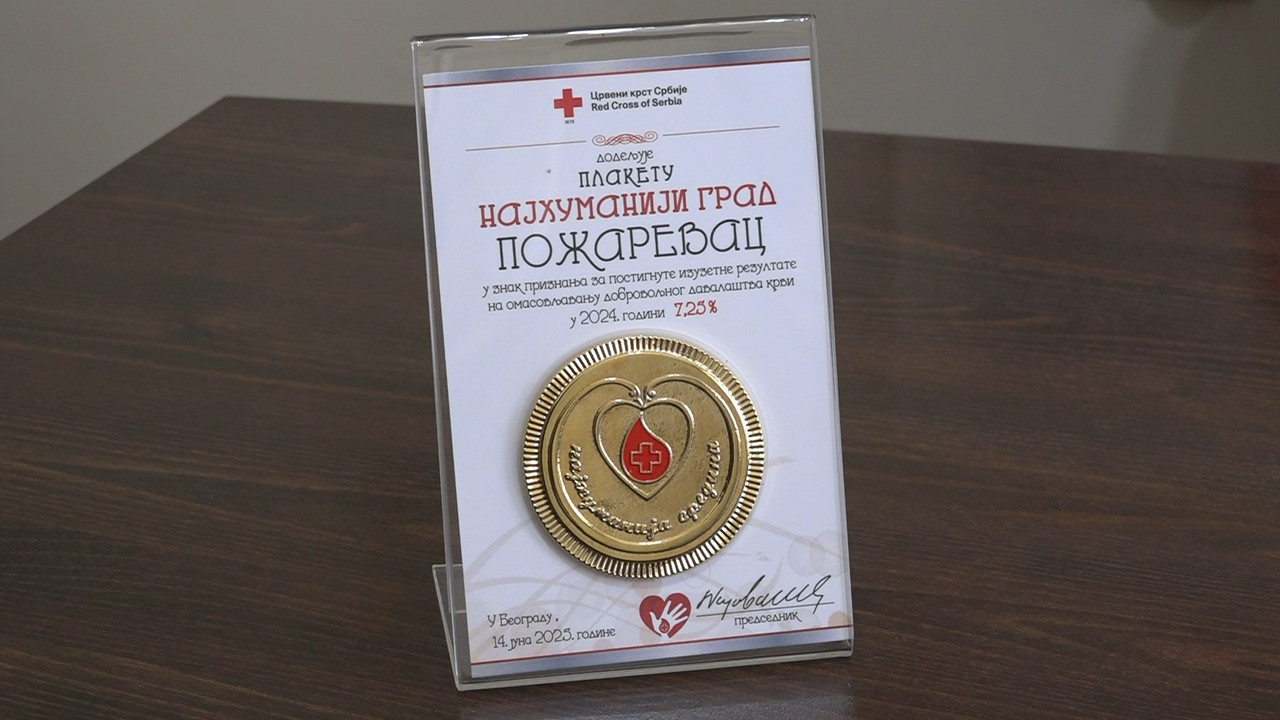 Црвени крст Србије
Red Cross of Serbia
1876
додељује
ПЛАКЕТУ
НАЈХУМАНИЈИ ГРАД
ПОЖАРЕВАЦ
у знак признања за постигнуте изузетне резултате
на омасовљавању добровољног давалаштва крви
у 2024. години 7,25%
најхуманија средина
У Београду,
14. јуна 2025. године
председник